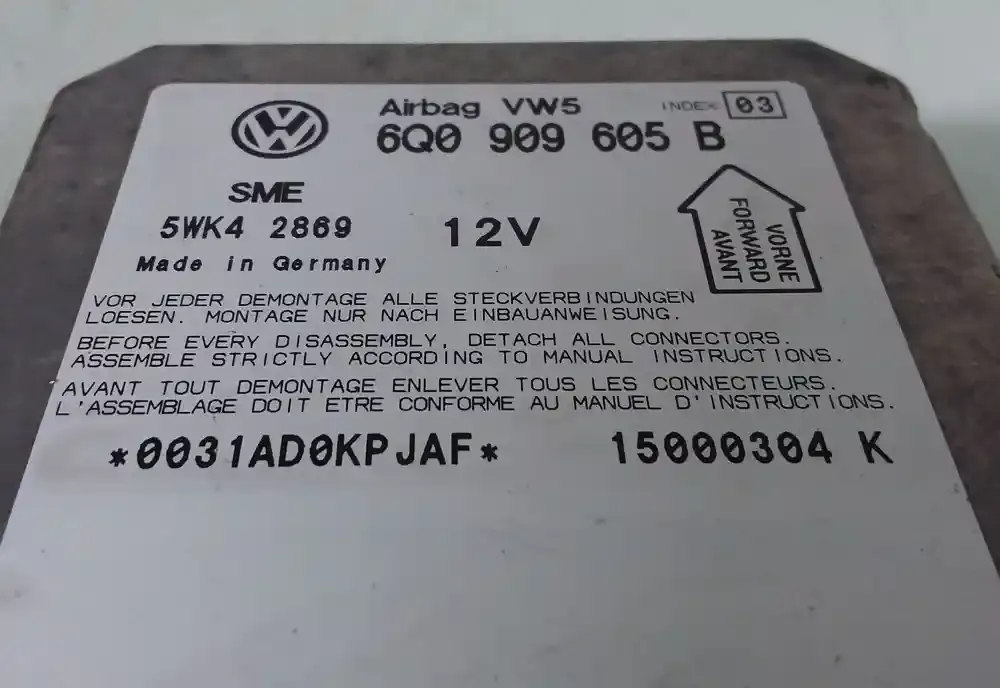 Airbag VW5 INDEX 03
6Q0 909 605 B
SME
5WK4 2869 12V
Made in Germany
VORNE
FORWARD
AVANT
VOR JEDER DEMONTAGE ALLE STECKVERBINDUNGEN
LOESEN. MONTAGE NUR NACH EINBAUANWEISUNG.
BEFORE EVERY DISASSEMBLY, DETACH ALL CONNECTORS.
ASSEMBLE STRICTLY ACCORDING TO MANUAL INSTRUCTIONS.
AVANT TOUT DEMONTAGE ENLEVER TOUS LES CONNECTEURS.
L'ASSEMBLAGE DOIT ETRE CONFORME AU MANUEL D'INSTRUCTIONS.
*0031AD0KPJAF* 15000304 K